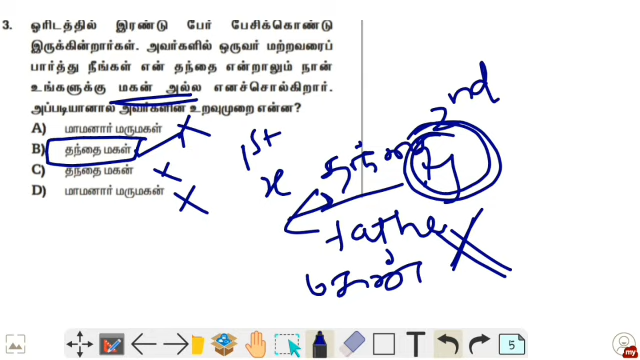 3. ஓரிடத்தில் இரண்டு பேர் பேசிக்கொண்டு
இருக்கின்றார்கள். அவர்களில் ஒருவர் மற்றவரைப்
பார்த்து நீங்கள் என் தந்தை என்றாலும் நான்
உங்களுக்கு மகன் அல்ல எனச்சொல்கிறார்.
அப்படியானால் அவர்களின் உறவுமுறை என்ன?
A) மாமனார் மருமகள்
B) தந்தை மகள்
C) தந்தை மகன்
D) மாமனார் மருமகன்
2nd
1st
x
y
fathe
T
5
my